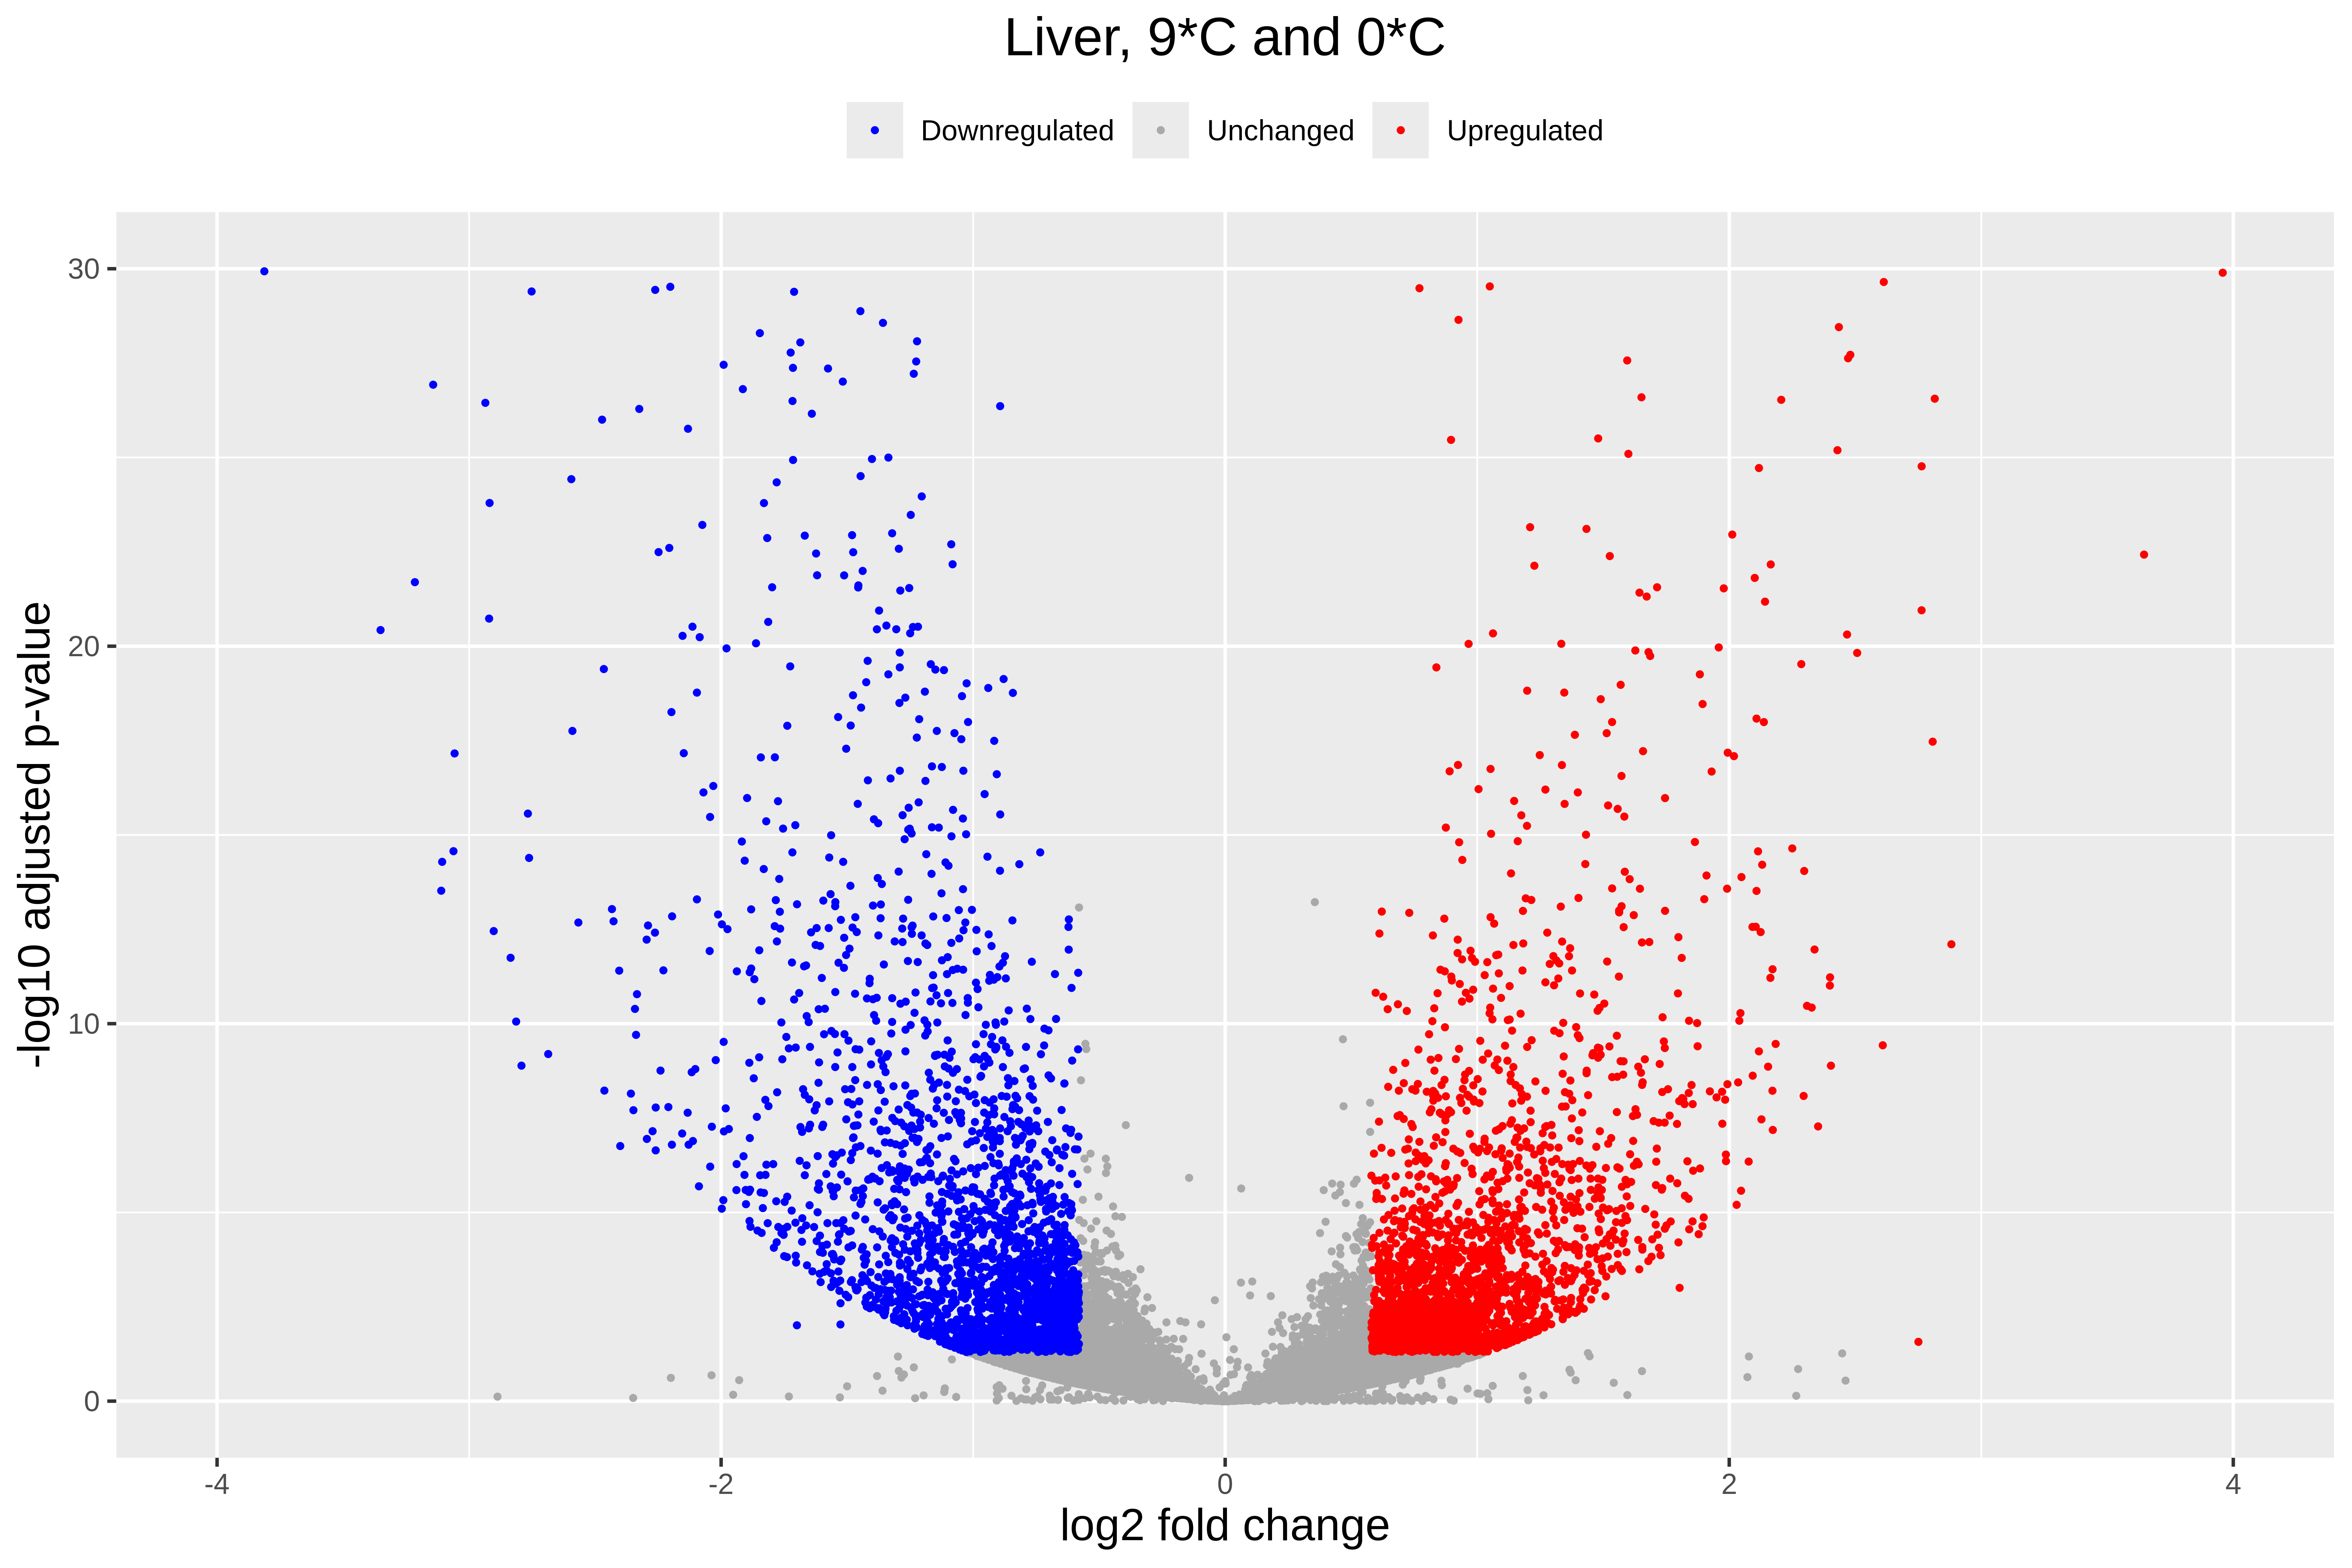 Liver, 9*C and 0*C
Downregulated Unchanged Upregulated
30
20
10
0
-log10 adjusted p-value
-4 -2 0 2 4
log2 fold change